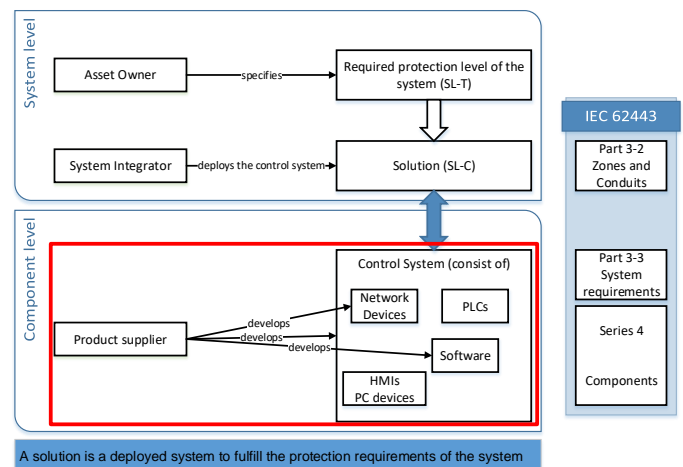 System level
Asset Owner
specifies
Required protection level of the
system (SL-T)
System Integrator
deploys the control system
Solution (SL-C)
Component level
Control System (consist of)
Network
Devices
PLCs
Product supplier
develops
develops
develops
Software
HMIs
PC devices
A solution is a deployed system to fulfill the protection requirements of the system
IEC 62443
Part 3-2
Zones and
Conduits
Part 3-3
System
requirements
Series 4
Components